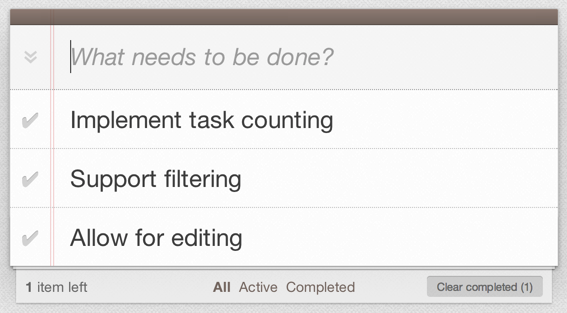 What needs to be done?
Implement task counting
Support filtering
Allow for editing
1 item left All Active Completed Clear completed (1)